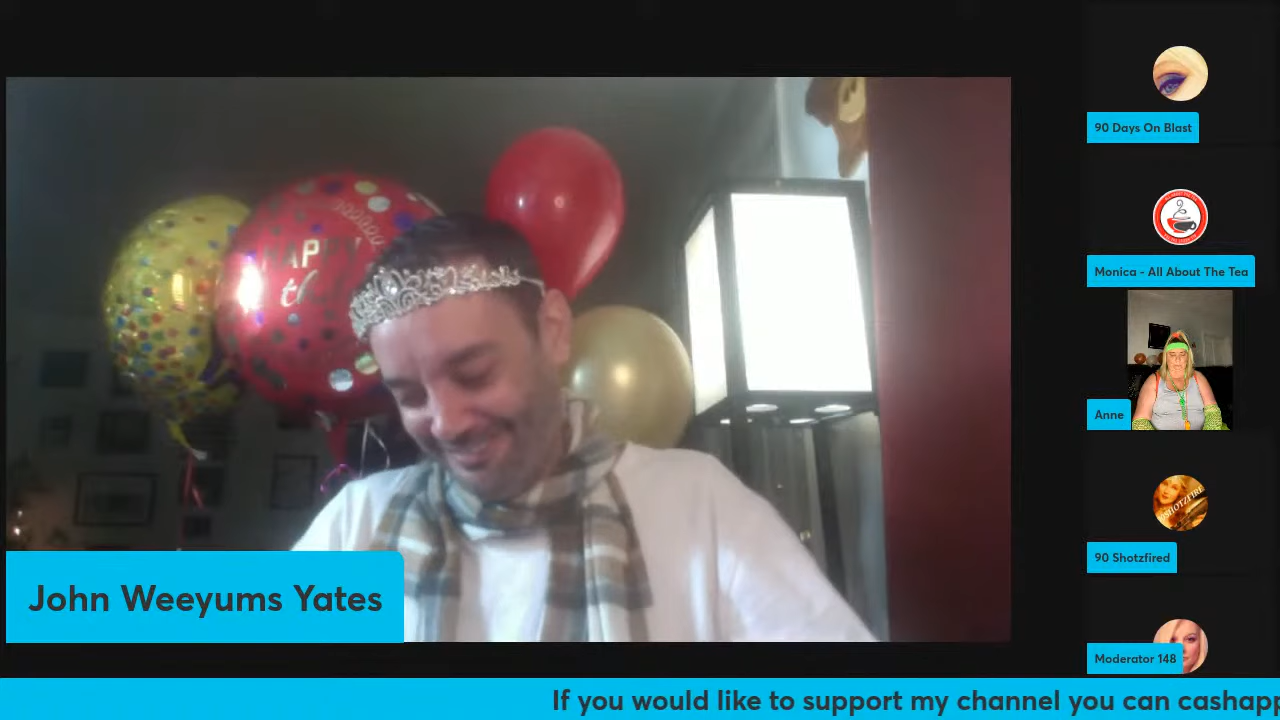 90 Days On Blast
HAPPY
Monica - All About The Tea
Anne
90 Shotzfired
John Weeyums Yates
Moderator 148
If you would like to support my channel you can cashapp